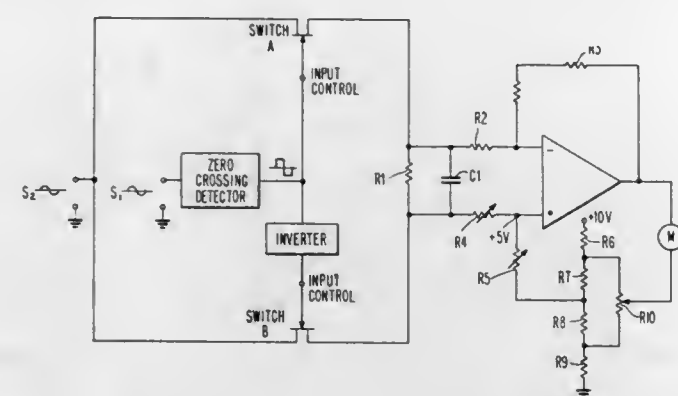 SWITCH
A
INPUT
CONTROL
R2
S2
S1
ZERO
CROSSING
DETECTOR
R1
C1
INVERTER
R4
+5V
+10V
R6
M
INPUT
CONTROL
R5
R7
R8
R10
SWITCH
B
R9
−
+